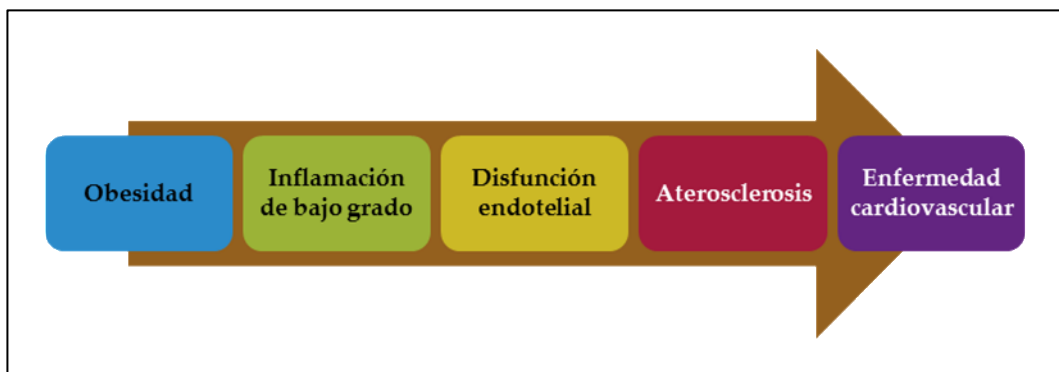 Obesidad
Inflamación
de bajo grado
Disfunción
endotelial
Aterosclerosis
Enfermedad
cardiovascular